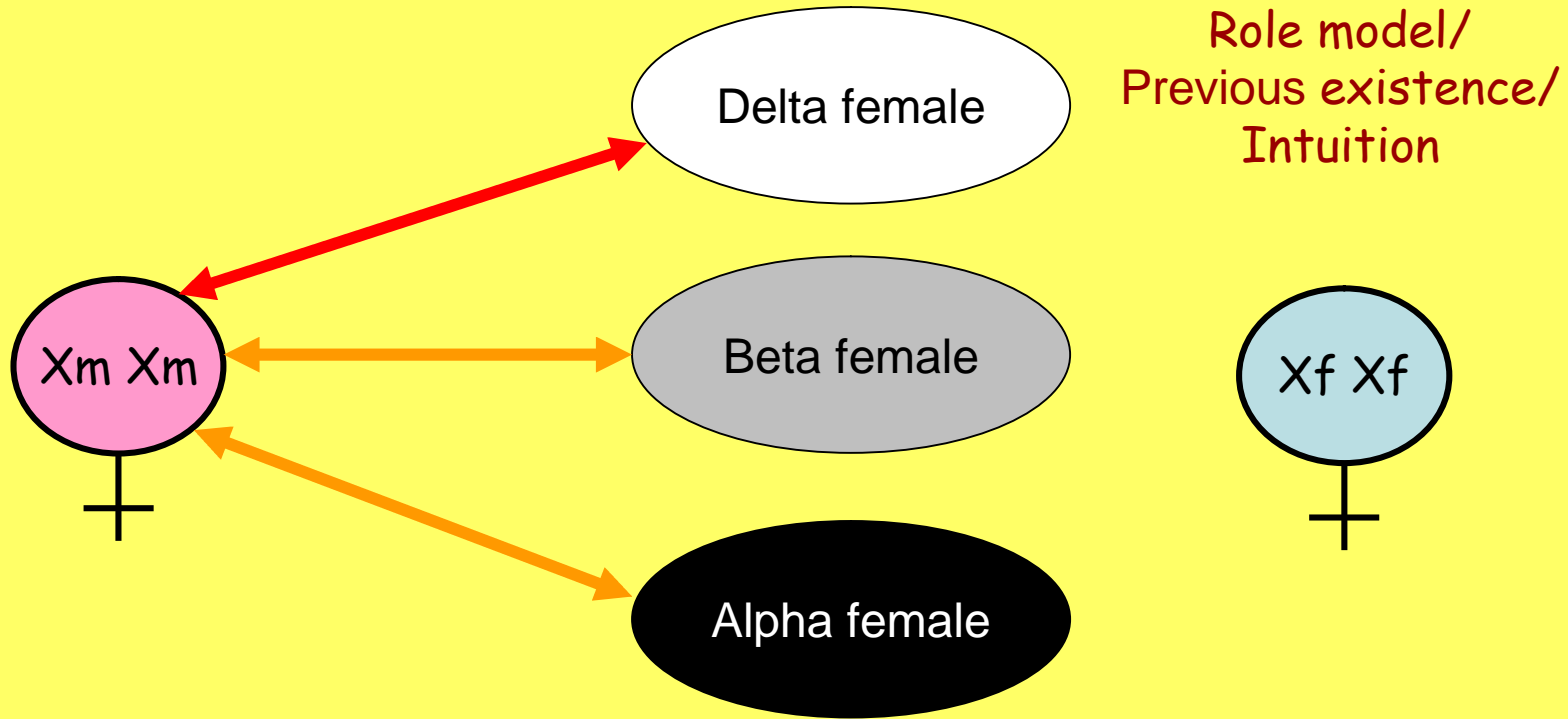 Role model/
Previous existence/
Intuition
Delta female
Xm Xm
Beta female
Xf Xf
Alpha female